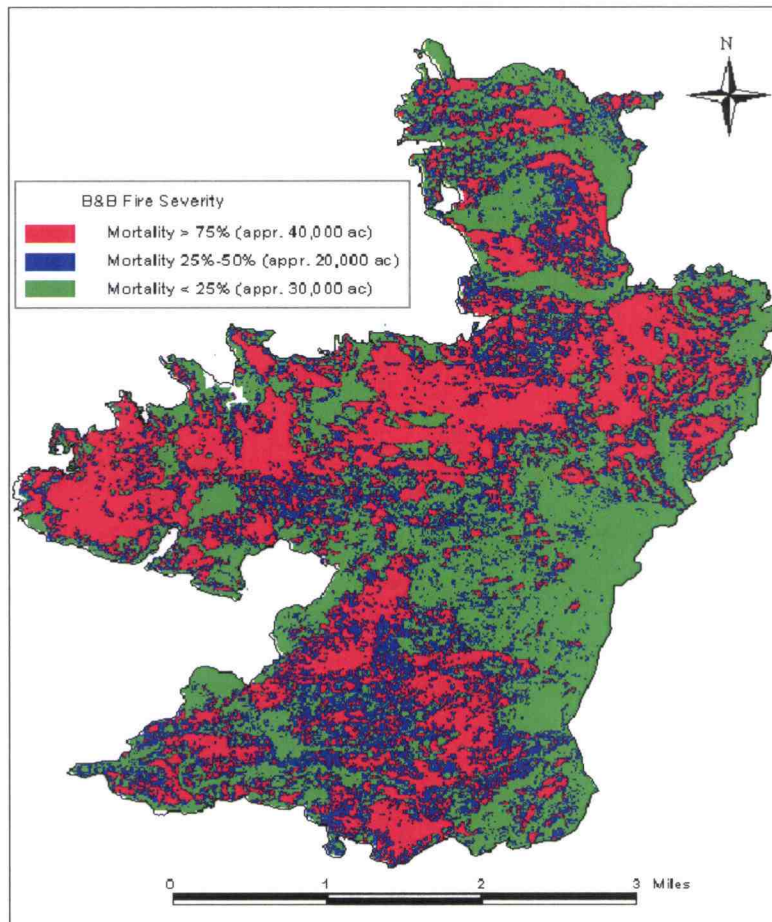 N
B&B Fire Severity
Mortality > 75% (appr. 40,000 ac)
Mortality 25%-50% (appr. 20,000 ac)
Mortality < 25% (appr. 30,000 ac)
0 1 2 3 Miles